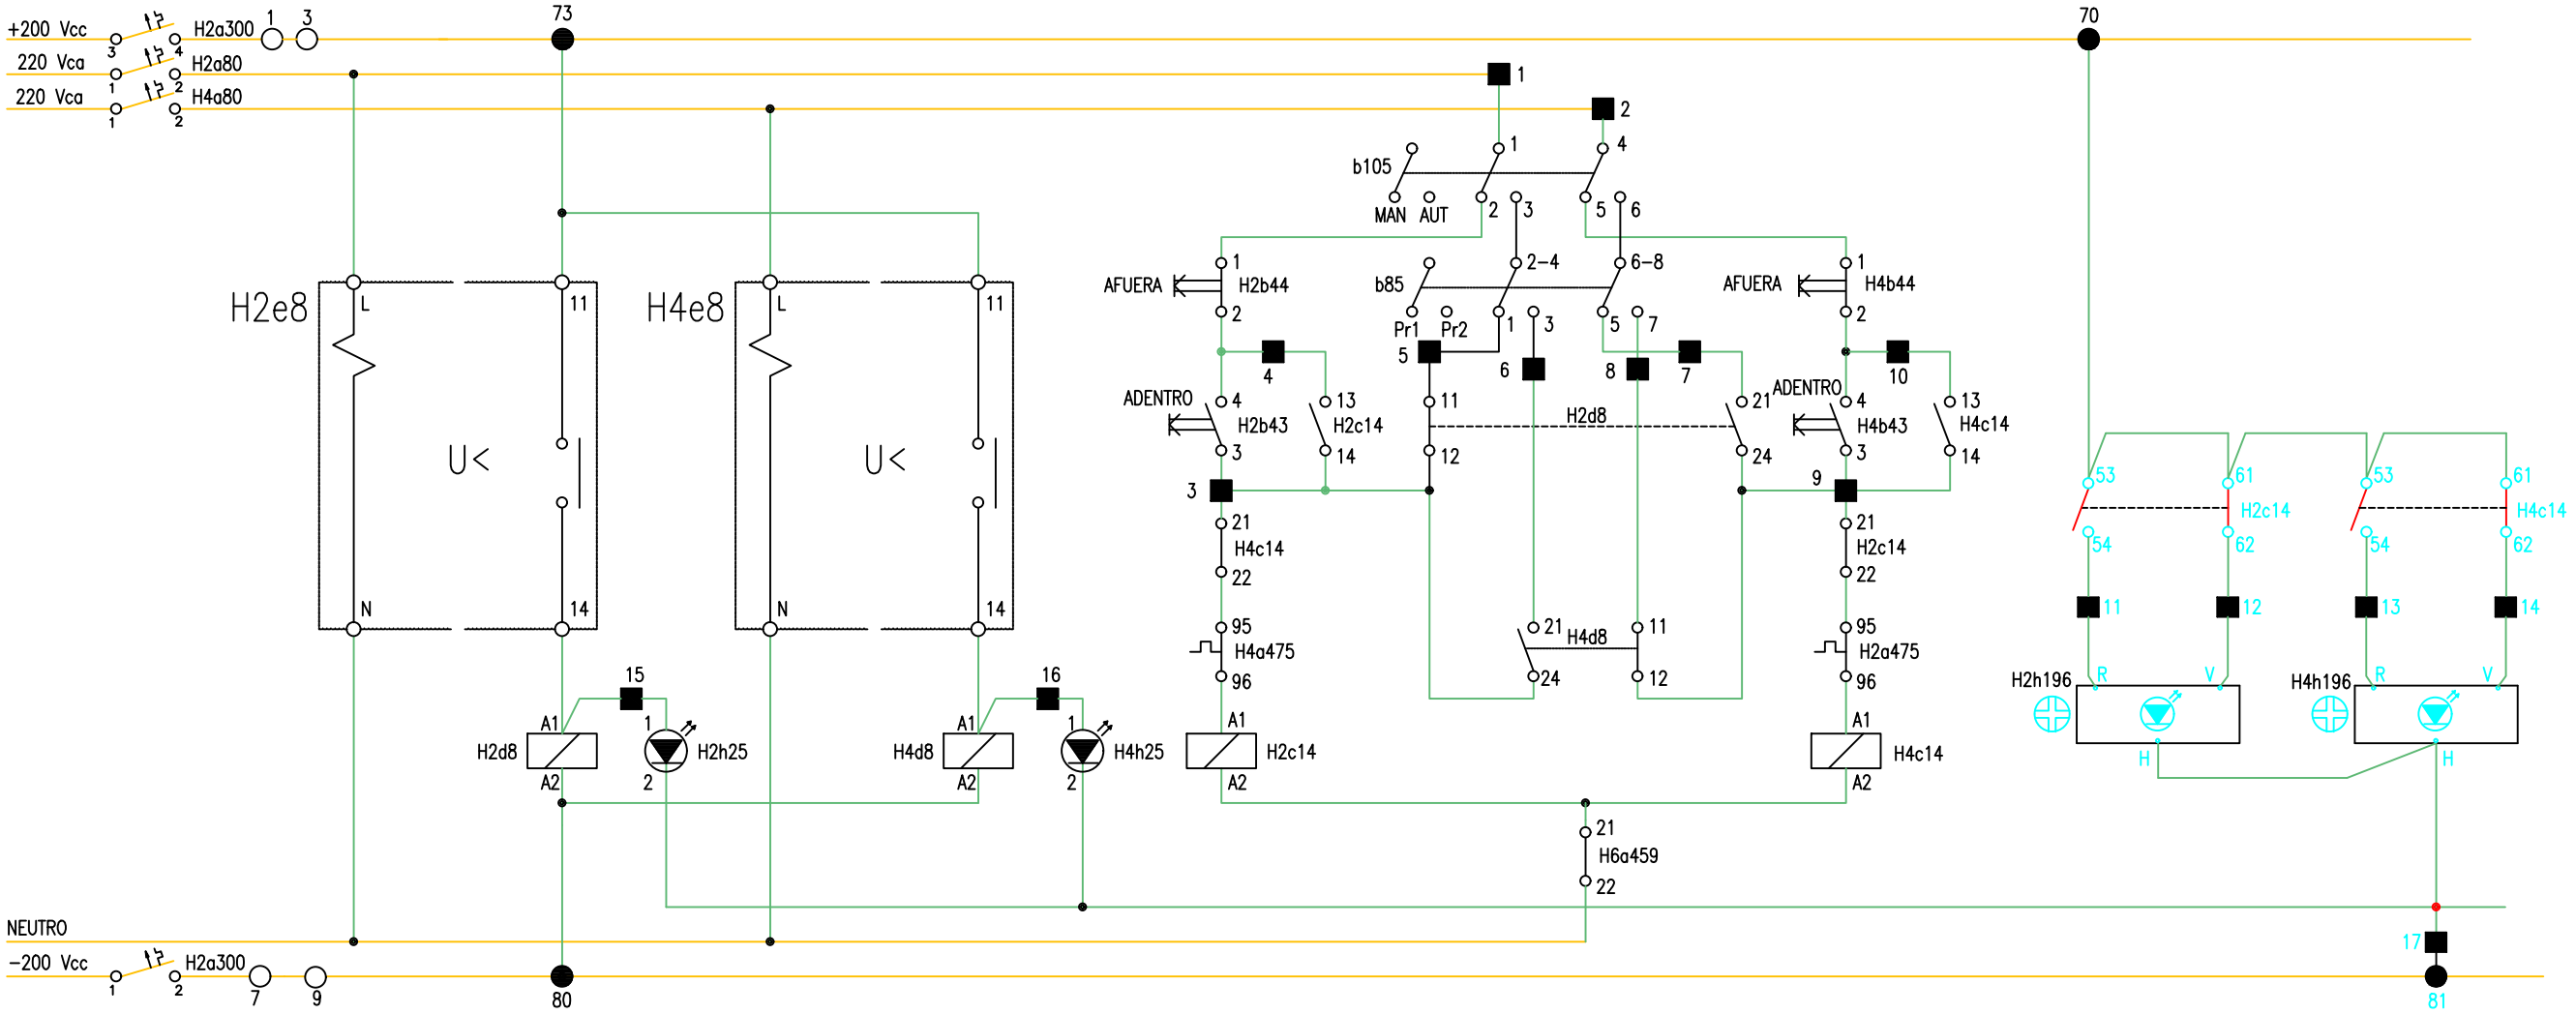 73
70
+200 Vcc
3
4
H2a300
1
3
220 Vca
1
2
H2a80
1
220 Vca
1
2
H4a80
2
b105
1
4
MAN
AUT
2
3
5
6
AFUERA
1
H2b44
2
b85
2-4
6-8
AFUERA
1
H4b44
2
H2e8
L
11
H4e8
L
11
Pr1
Pr2
1
3
5
7
5
4
6
8
7
10
ADENTRO
4
H2b43
3
13
H2c14
14
11
H2d8
21
12
24
ADENTRO
4
H4b43
3
13
H4c14
14
U<
U<
3
9
21
H4c14
22
21
H2c14
22
53
61
H2c14
54
62
53
61
H4c14
54
62
N
14
N
14
11
12
13
14
95
H4a475
96
21
H4d8
11
24
12
95
H2a475
96
15
16
H2h196
R
V
H
H4h196
R
V
H
A1
H2d8
A2
1
H2h25
2
A1
H4d8
A2
1
H4h25
2
A1
H2c14
A2
A1
H4c14
A2
21
H6a459
22
NEUTRO
17
-200 Vcc
1
2
H2a300
7
9
80
81